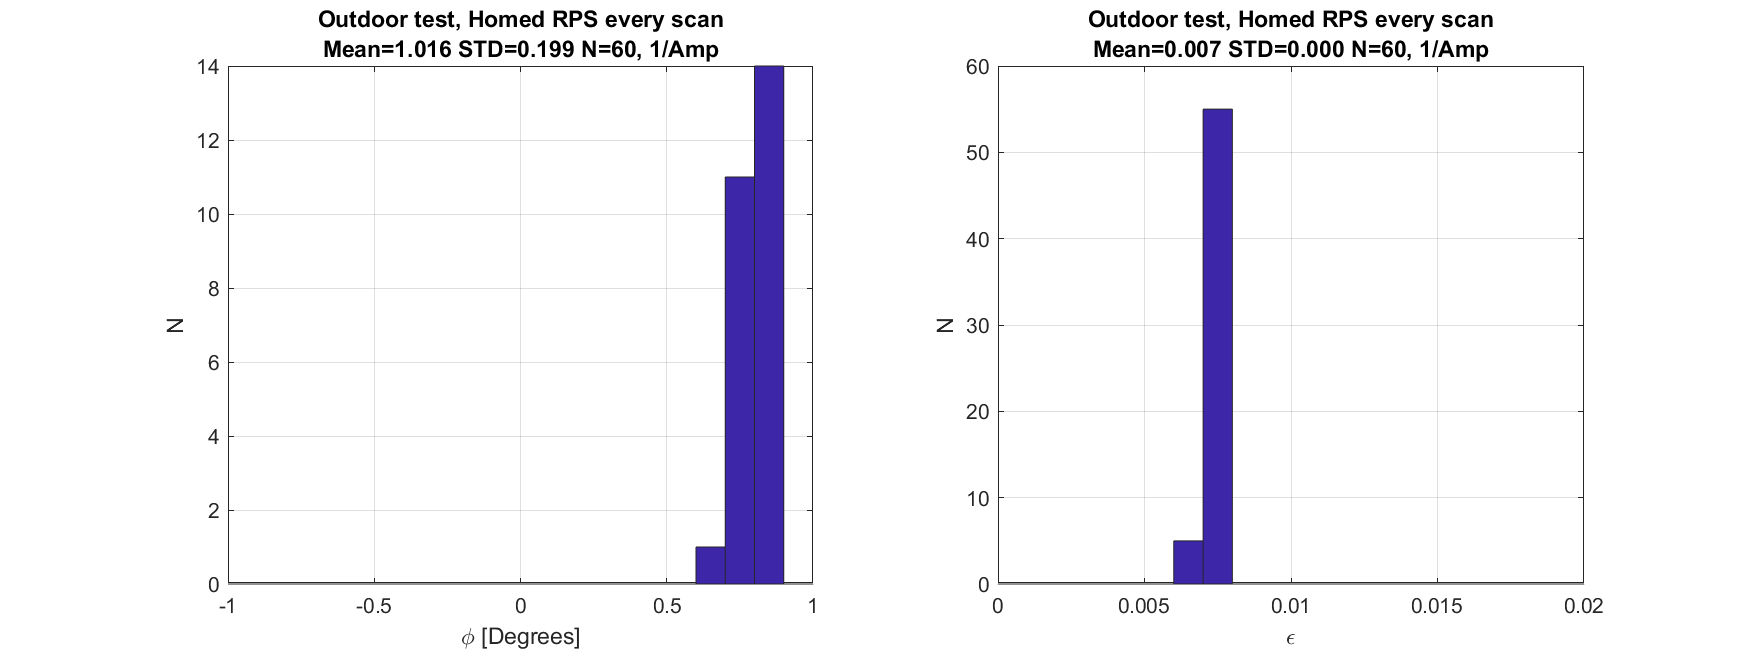 Outdoor test, Homed RPS every scan
Mean=1.016 STD=0.199 N=60, 1/Amp
14
12
10
8
6
4
2
0
N
-1 -0.5 0 0.5 1
ϕ [Degrees]
Outdoor test, Homed RPS every scan
Mean=0.007 STD=0.000 N=60, 1/Amp
60
50
40
30
20
10
0
N
0 0.005 0.01 0.015 0.02
ϵ